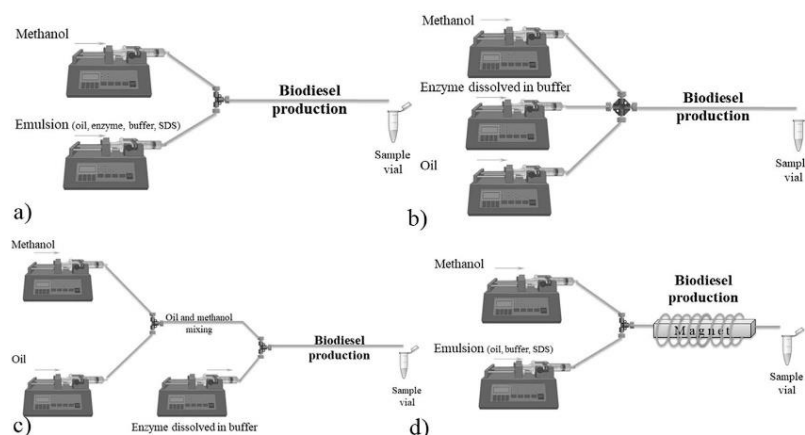 a)
Methanol
Emulsion (oil, enzyme, buffer, SDS)
Biodiesel
production
Sample
vial
b)
Methanol
Enzyme dissolved in buffer
Oil
Biodiesel
production
Sample
vial
c)
Methanol
Oil
Oil and methanol
mixing
Enzyme dissolved in buffer
Biodiesel
production
Sample
vial
d)
Methanol
Emulsion (oil, buffer, SDS)
Biodiesel
production
Magnet
Sample
vial